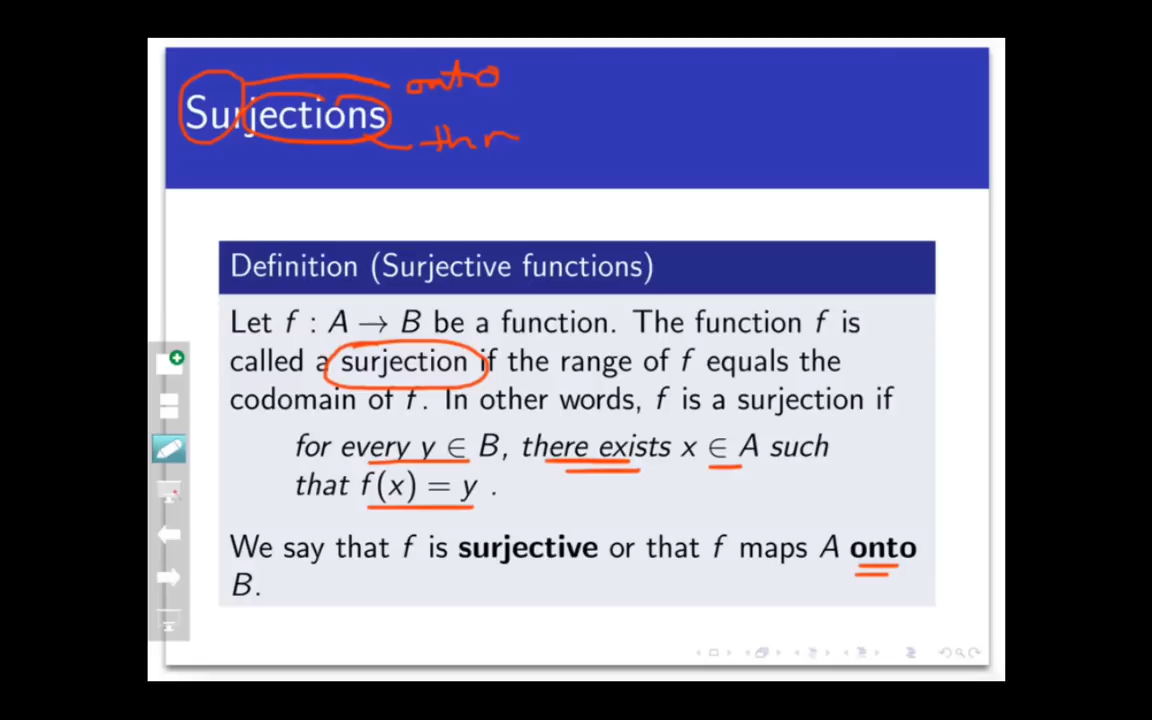 Surjections
onto
thr
Definition (Surjective functions)
Let f : A → B be a function. The function f is
called a surjection if the range of f equals the
codomain of f. In other words, f is a surjection if
for every y ∈ B, there exists x ∈ A such
that f(x) = y .
We say that f is surjective or that f maps A onto
B.